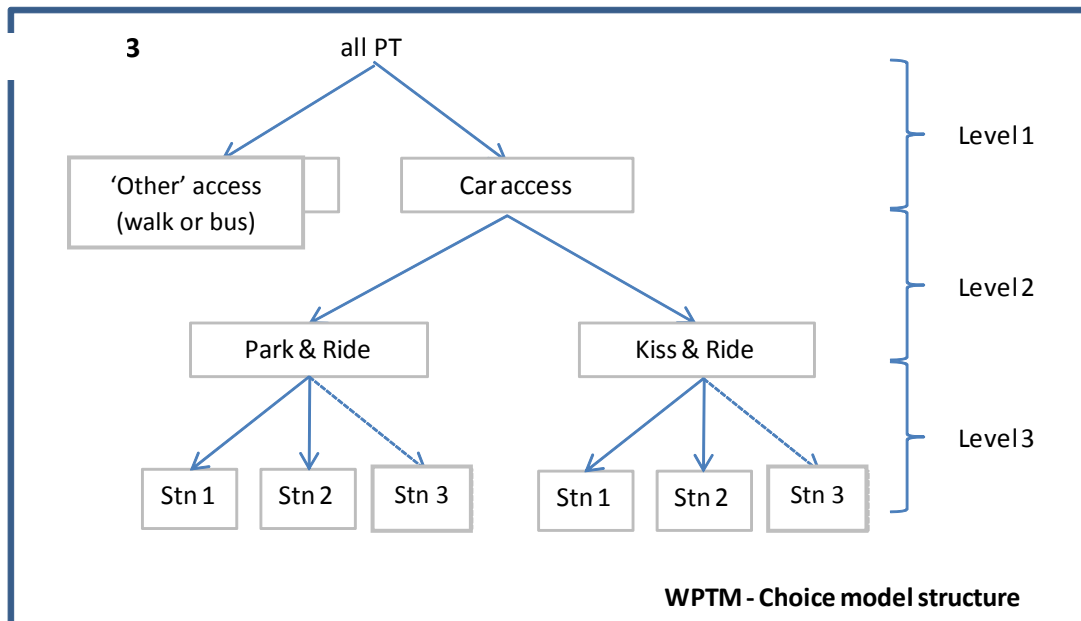 3
all PT
Level 1
'Other' access
(walk or bus)
Car access
Level 2
Park & Ride
Kiss & Ride
Level 3
Stn 1
Stn 2
Stn 3
Stn 1
Stn 2
Stn 3
WPTM - Choice model structure